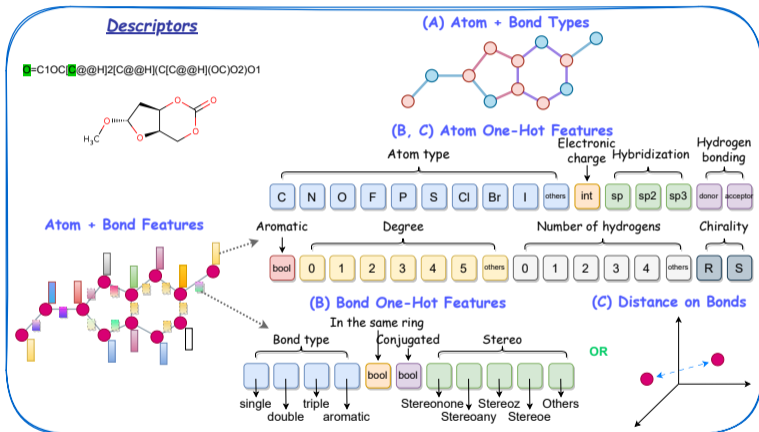 Descriptors
O=C1OC[C@@H]2[C@@H](C[C@@H](OC)O2)O1
O
O
O
O
O
H₃C
Atom + Bond Features
(A) Atom + Bond Types
(B, C) Atom One-Hot Features
Atom type
Electronic
charge
Hybridization
Hydrogen
bonding
C N O F P S Cl Br I others int sp sp2 sp3 donor acceptor
Aromatic
Degree
Number of hydrogens
Chirality
bool 0 1 2 3 4 5 others 0 1 2 3 4 others R S
(B) Bond One-Hot Features
In the same ring
Bond type
Conjugated
Stereo
bool bool
single
double
triple
aromatic
Stereonone
Stereoany
Stereoz
Stereoe
Others
OR
(C) Distance on Bonds